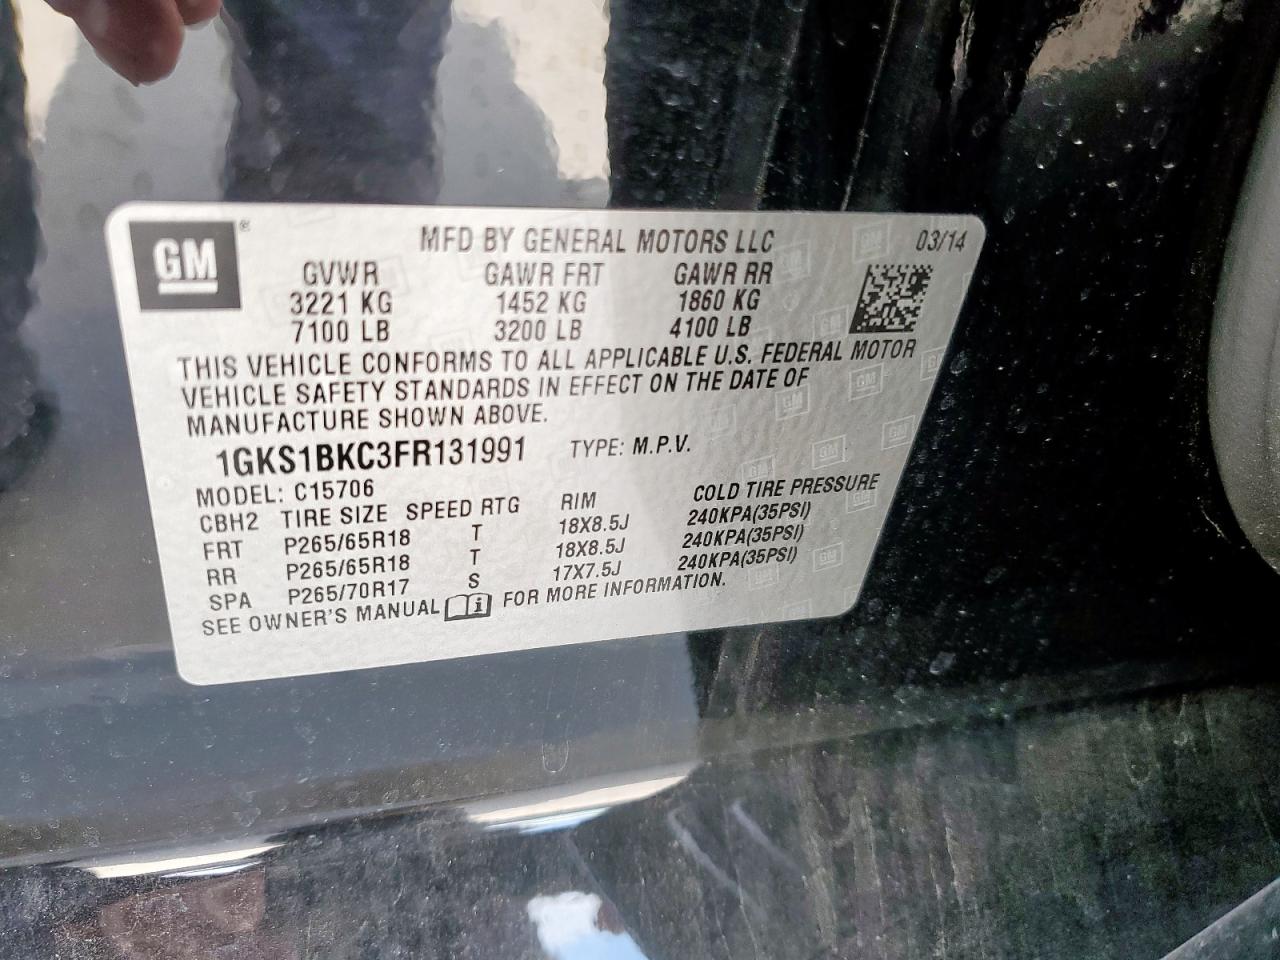 GM ®
MFD BY GENERAL MOTORS LLC 03/14
GVWR GAWR FRT GAWR RR
3221 KG 1452 KG 1860 KG
7100 LB 3200 LB 4100 LB
THIS VEHICLE CONFORMS TO ALL APPLICABLE U.S. FEDERAL MOTOR
VEHICLE SAFETY STANDARDS IN EFFECT ON THE DATE OF
MANUFACTURE SHOWN ABOVE.
1GKS1BKC3FR131991 TYPE: M.P.V.
MODEL: C15706
CBH2 TIRE SIZE SPEED RTG RIM COLD TIRE PRESSURE
FRT P265/65R18 T 18X8.5J 240KPA(35PSI)
RR P265/65R18 T 18X8.5J 240KPA(35PSI)
SPA P265/70R17 S 17X7.5J 240KPA(35PSI)
SEE OWNER'S MANUAL i FOR MORE INFORMATION.